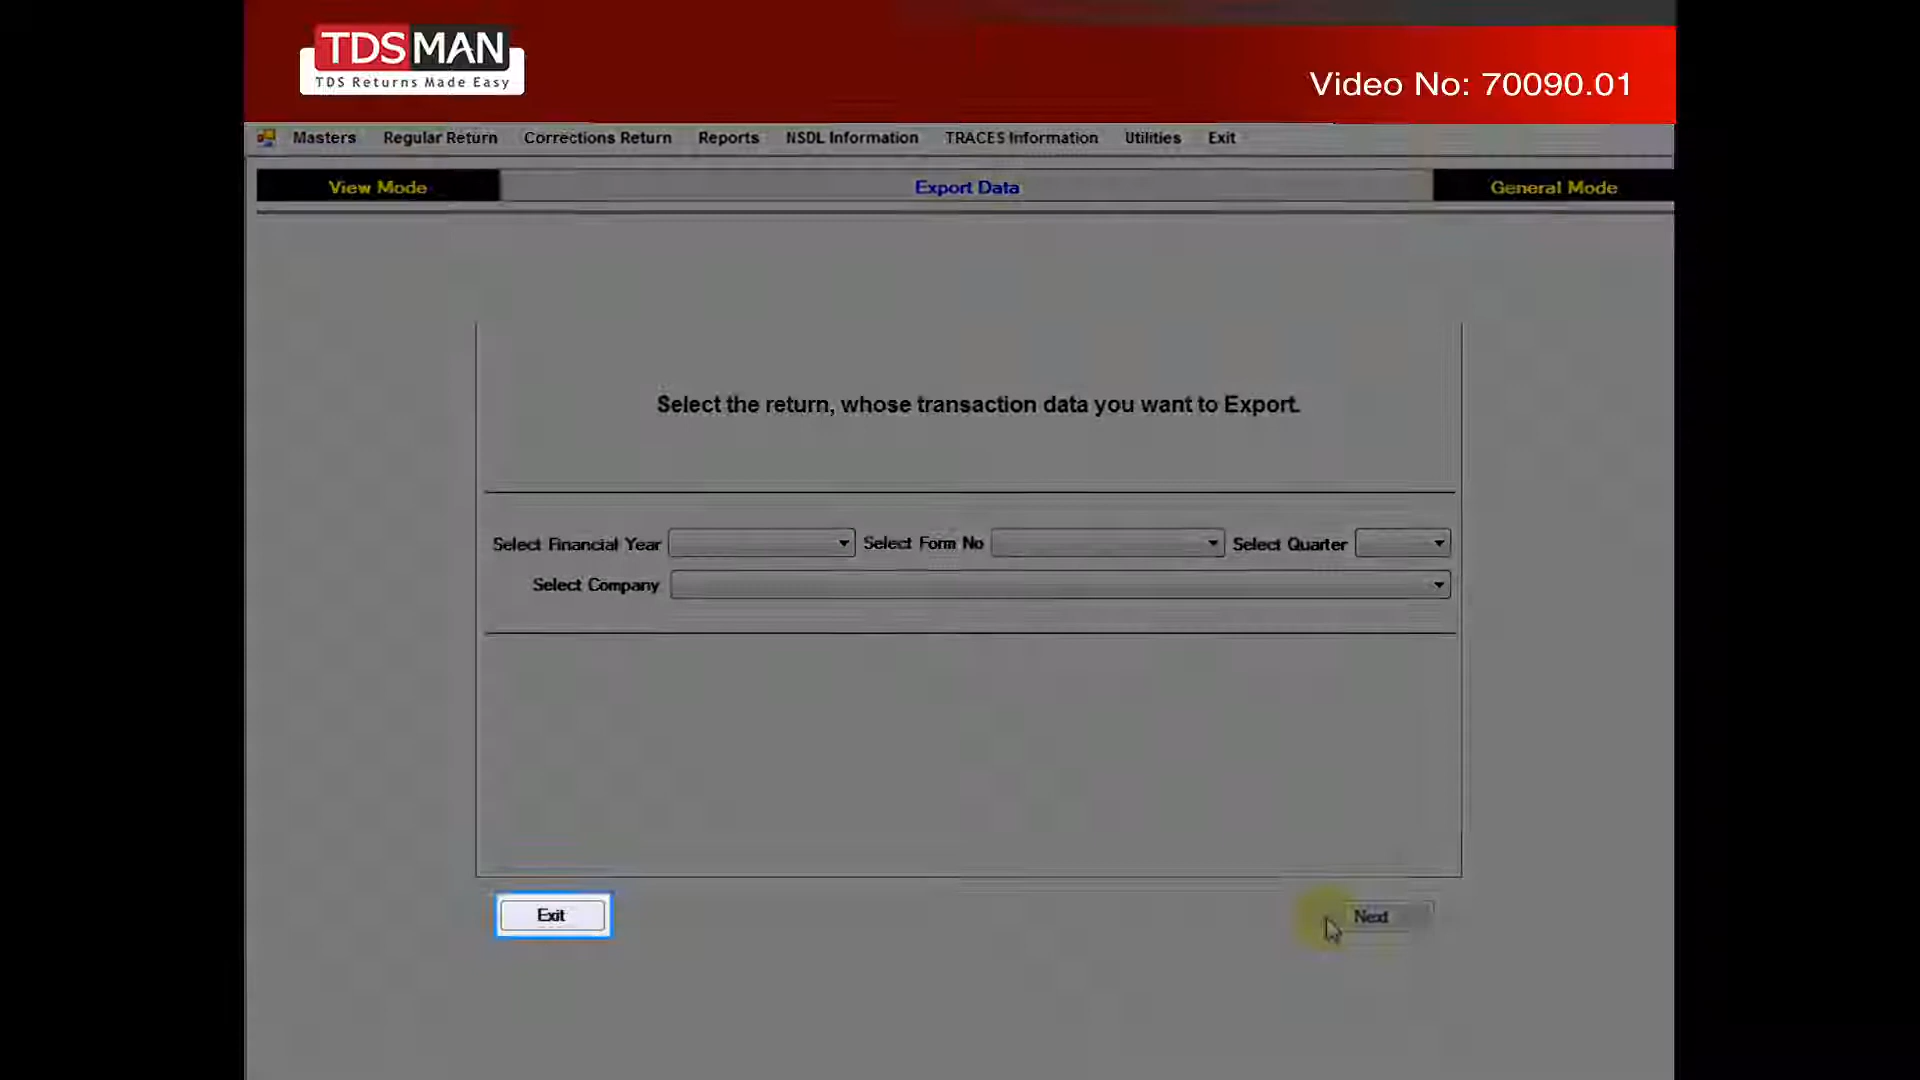 TDSMAN
TDS Returns Made Easy
Video No: 70090.01
Masters Regular Return Corrections Return Reports NSDL Information TRACES Information Utilities Exit
View Mode Export Data General Mode
Select the return, whose transaction data you want to Export.
Select Financial Year Select Form No Select Quarter
Select Company
Exit Next